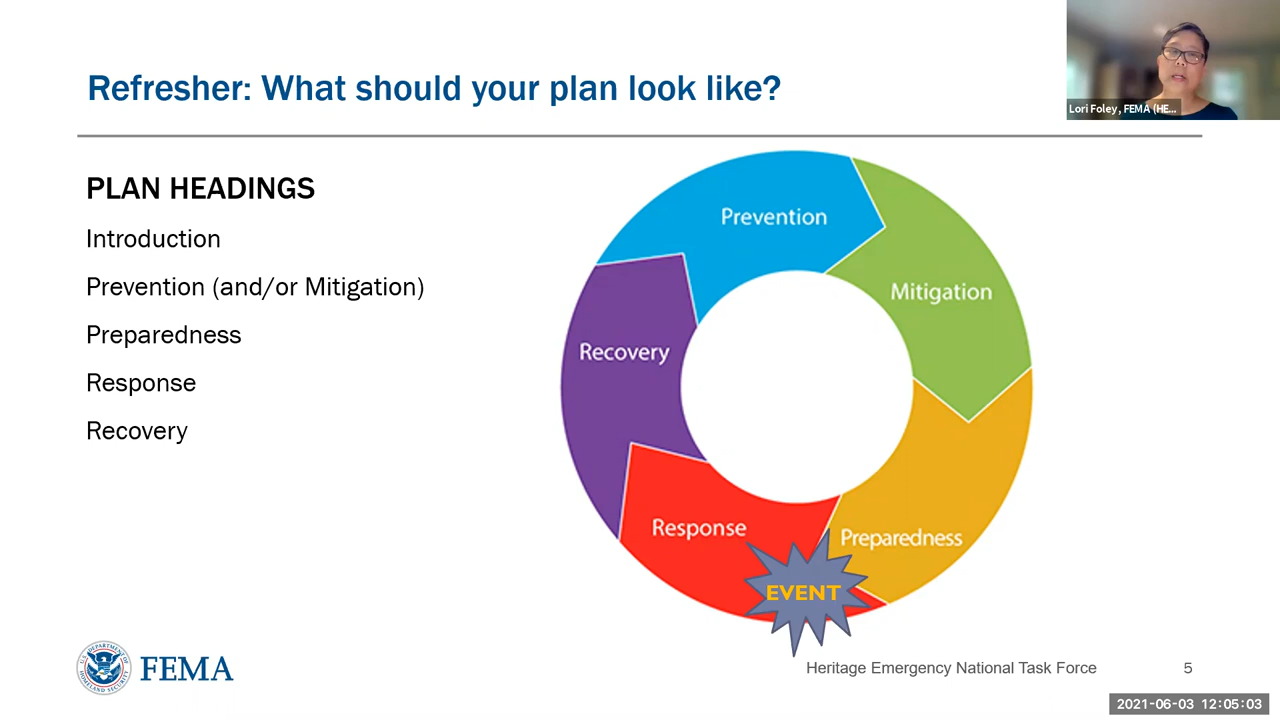 Refresher: What should your plan look like?
Lori Foley, FEMA (HE...
PLAN HEADINGS
Introduction
Prevention (and/or Mitigation)
Preparedness
Response
Recovery
Prevention
Mitigation
Recovery
Response
Preparedness
EVENT
FEMA
Heritage Emergency National Task Force
5
2021-06-03 12:05:03